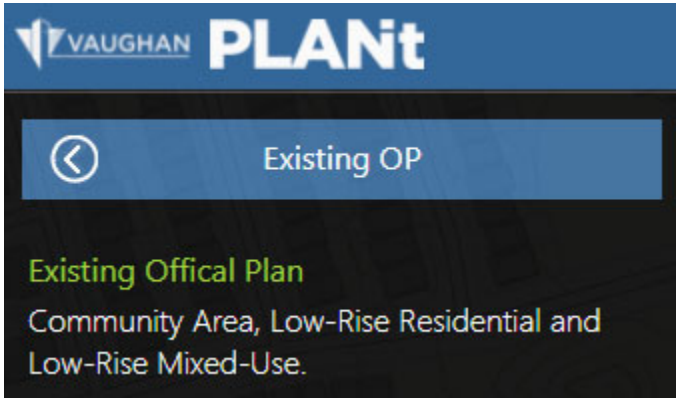 VAUGHAN PLANit
Existing OP
Existing Offical Plan
Community Area, Low-Rise Residential and
Low-Rise Mixed-Use.